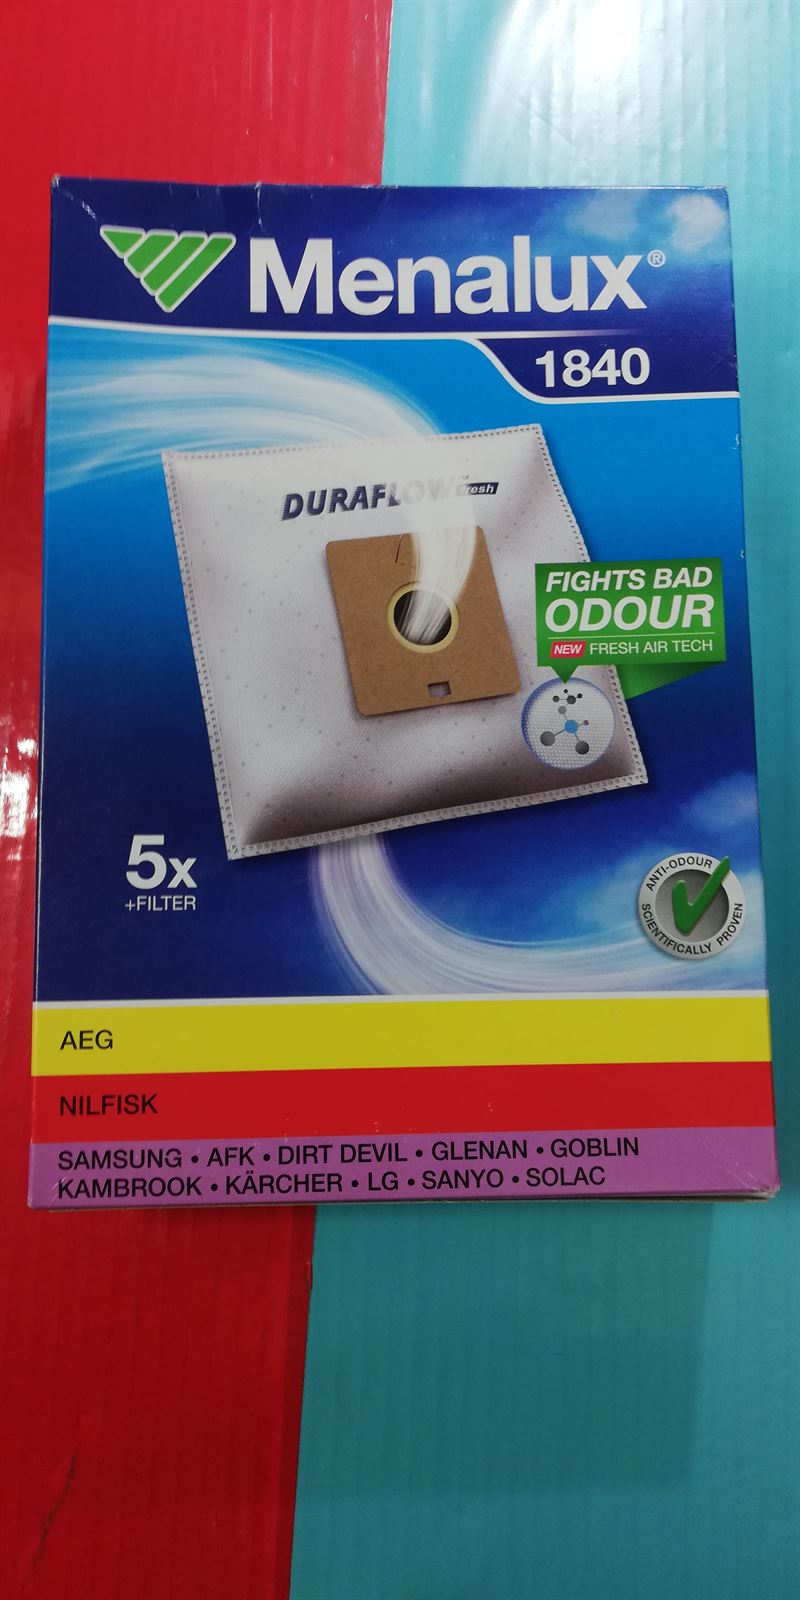 Menalux®
1840
DURAFLOW fresh
FIGHTS BAD
ODOUR
NEW FRESH AIR TECH
5x
+FILTER
ANTI-ODOUR
SCIENTIFICALLY PROVEN
AEG
NILFISK
SAMSUNG • AFK • DIRT DEVIL • GLENAN • GOBLIN
KAMBROOK • KÄRCHER • LG • SANYO • SOLAC